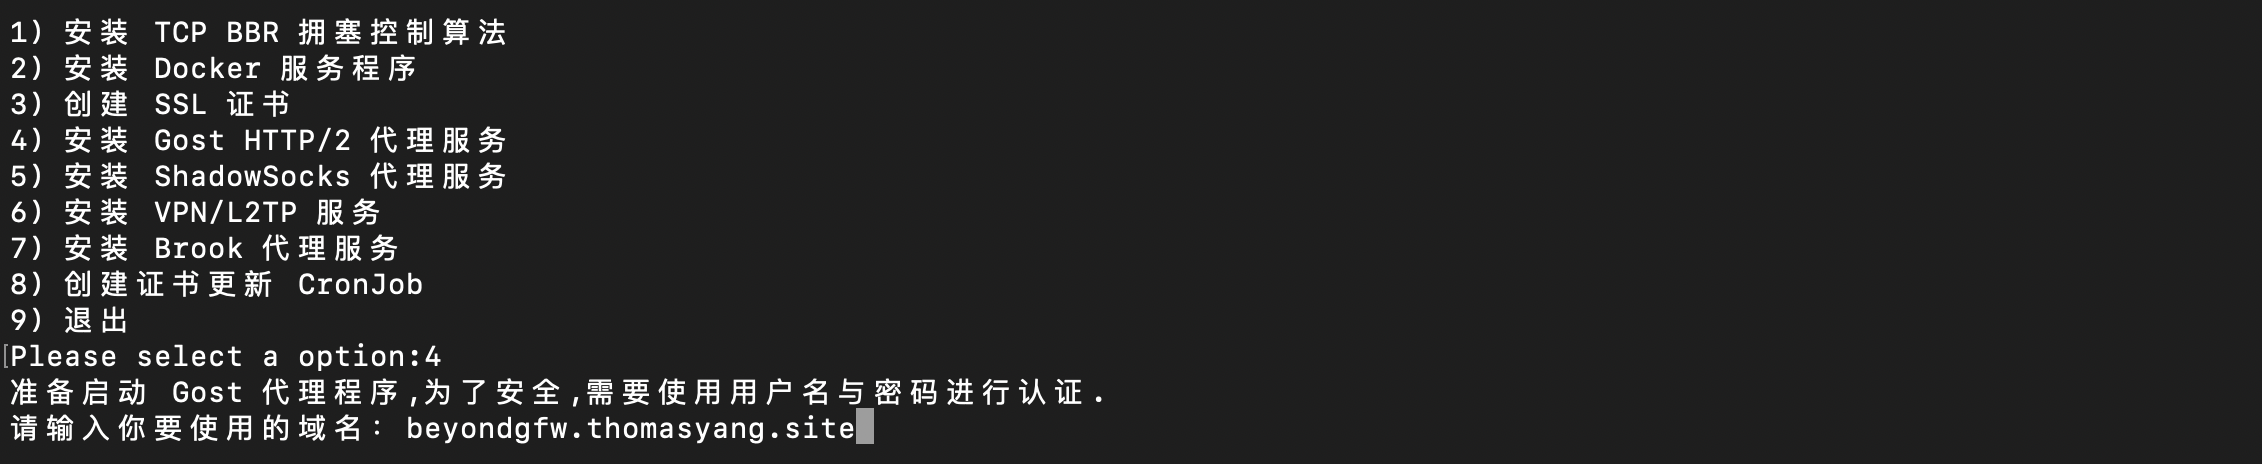 1) 安装 TCP BBR 拥塞控制算法
2) 安装 Docker 服务程序
3) 创建 SSL 证书
4) 安装 Gost HTTP/2 代理服务
5) 安装 ShadowSocks 代理服务
6) 安装 VPN/L2TP 服务
7) 安装 Brook 代理服务
8) 创建证书更新 CronJob
9) 退出
[Please select a option:4
准备启动 Gost 代理程序,为了安全,需要使用用户名与密码进行认证.
请输入你要使用的域名：beyondgfw.thomasyang.site